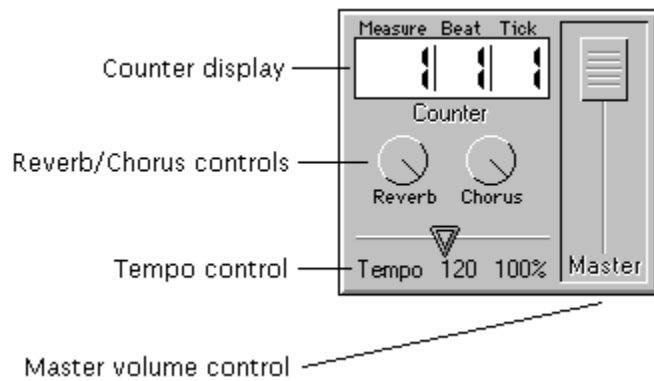 Measure Beat Tick
Counter display
1 1 1
Counter
Reverb/Chorus controls
Reverb Chorus
Tempo control
Tempo 120 100%
Master
Master volume control